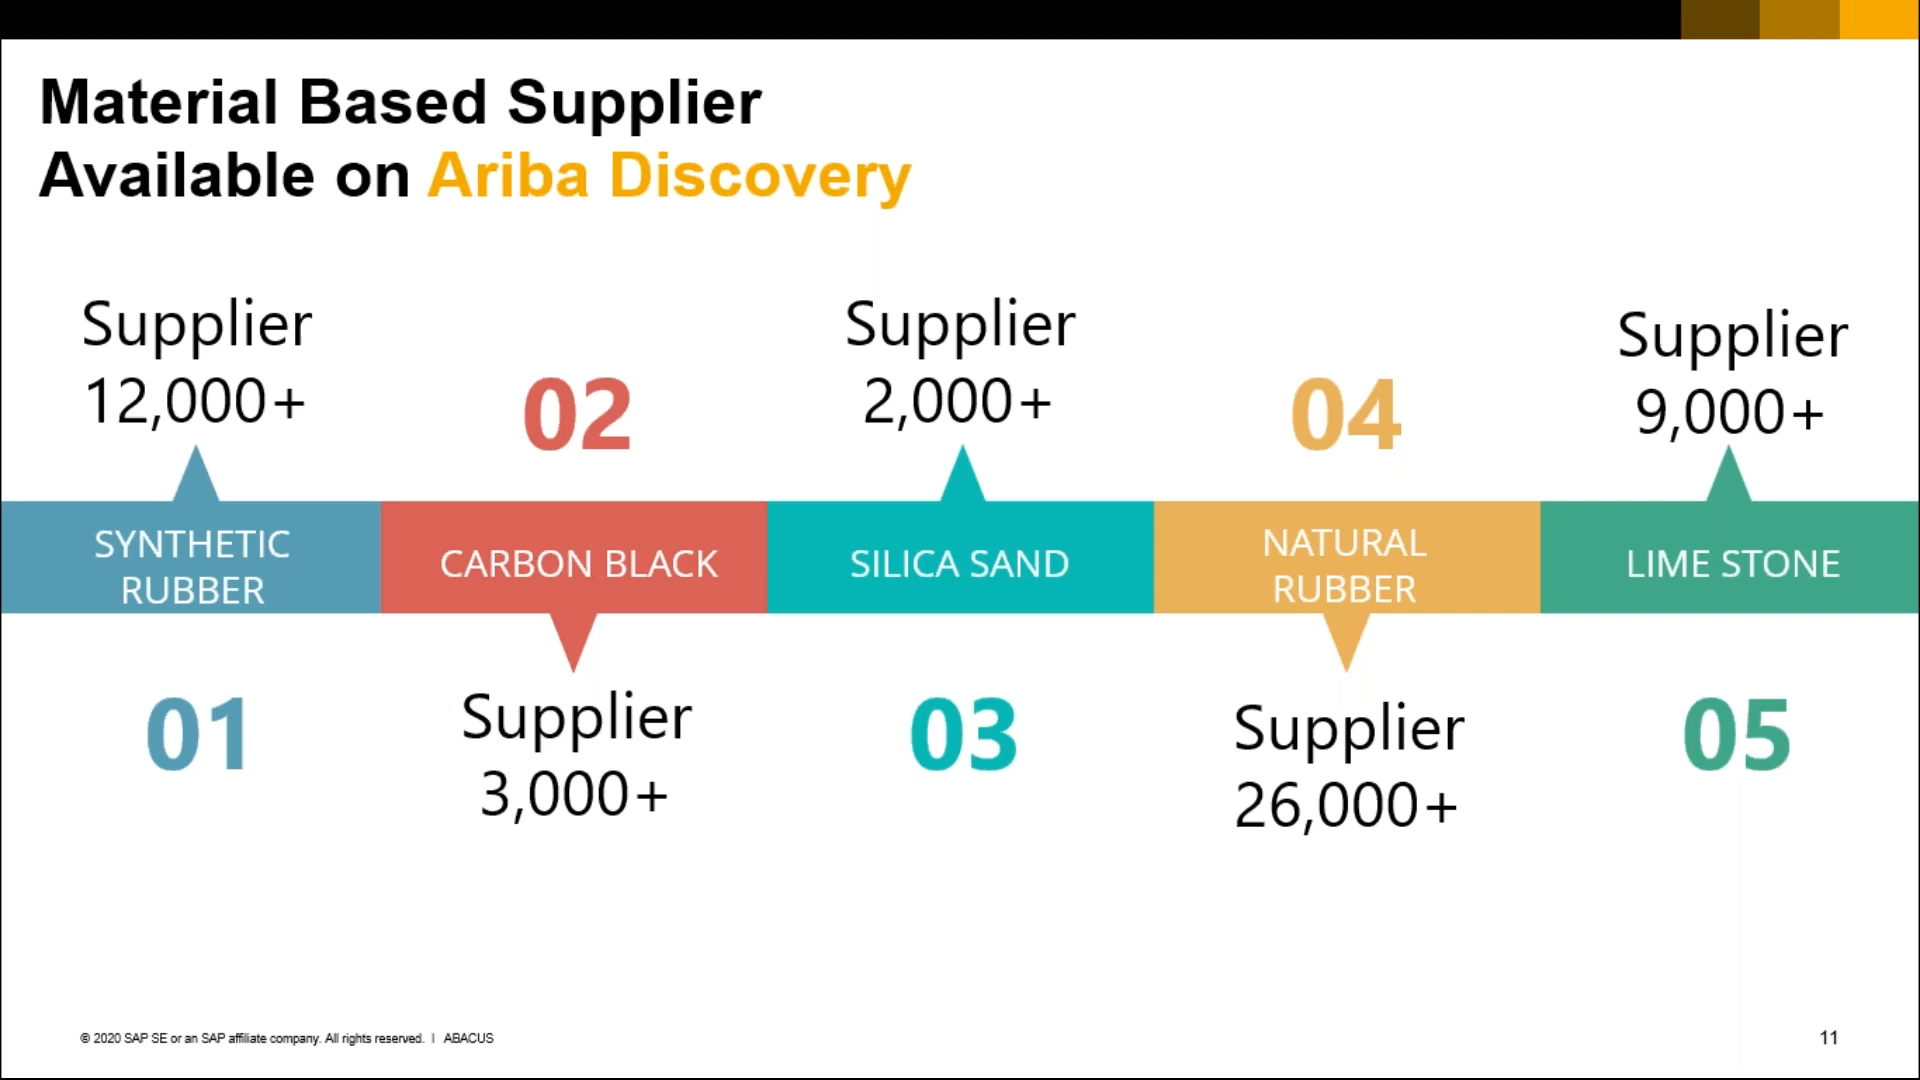 Material Based Supplier
Available on Ariba Discovery
Supplier
12,000+
SYNTHETIC
RUBBER
01
02
CARBON BLACK
Supplier
3,000+
Supplier
2,000+
SILICA SAND
03
04
NATURAL
RUBBER
Supplier
26,000+
Supplier
9,000+
LIME STONE
05
© 2020 SAP SE or an SAP affiliate company. All rights reserved. | ABACUS
11